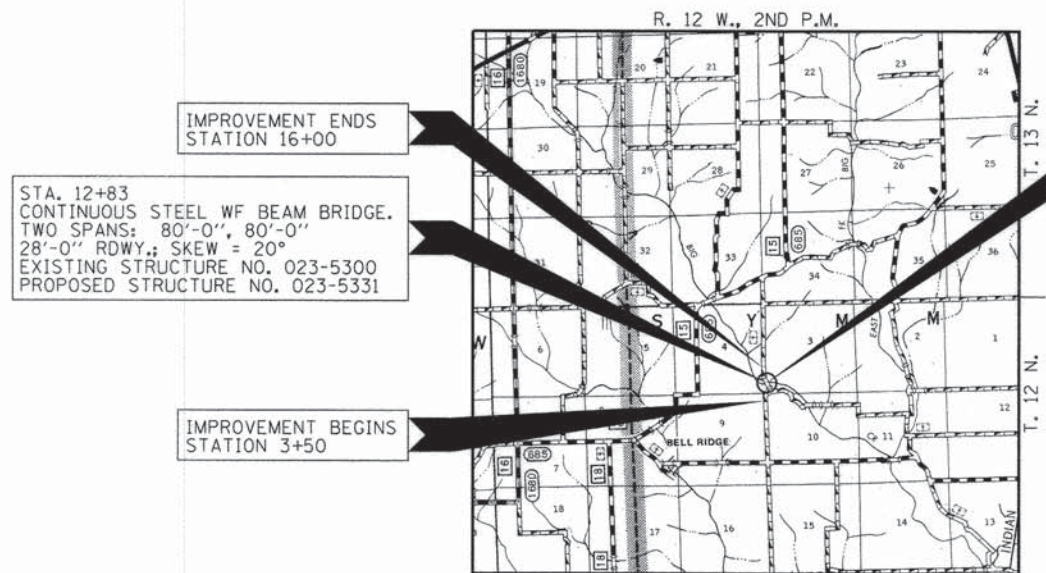 R. 12 W., 2ND P.M.
IMPROVEMENT ENDS
STATION 16+00
STA. 12+83
CONTINUOUS STEEL WF BEAM BRIDGE.
TWO SPANS: 80'-0", 80'-0"
28'-0" RDWY.; SKEW = 20°
EXISTING STRUCTURE NO. 023-5300
PROPOSED STRUCTURE NO. 023-5331
IMPROVEMENT BEGINS
STATION 3+50
T. 13 N.
T. 12 N.
16
1680
19
20
21
22
23
24
30
29
28
27
BIG
26
25
31
32
BIG
33
15
685
34
35
36
W
S
Y
M
M
6
5
15
4
3
EAST
2
1
9
10
11
12
BELL RIDGE
16
685
1680
7
18
18
17
16
15
14
13
INDIAN
18